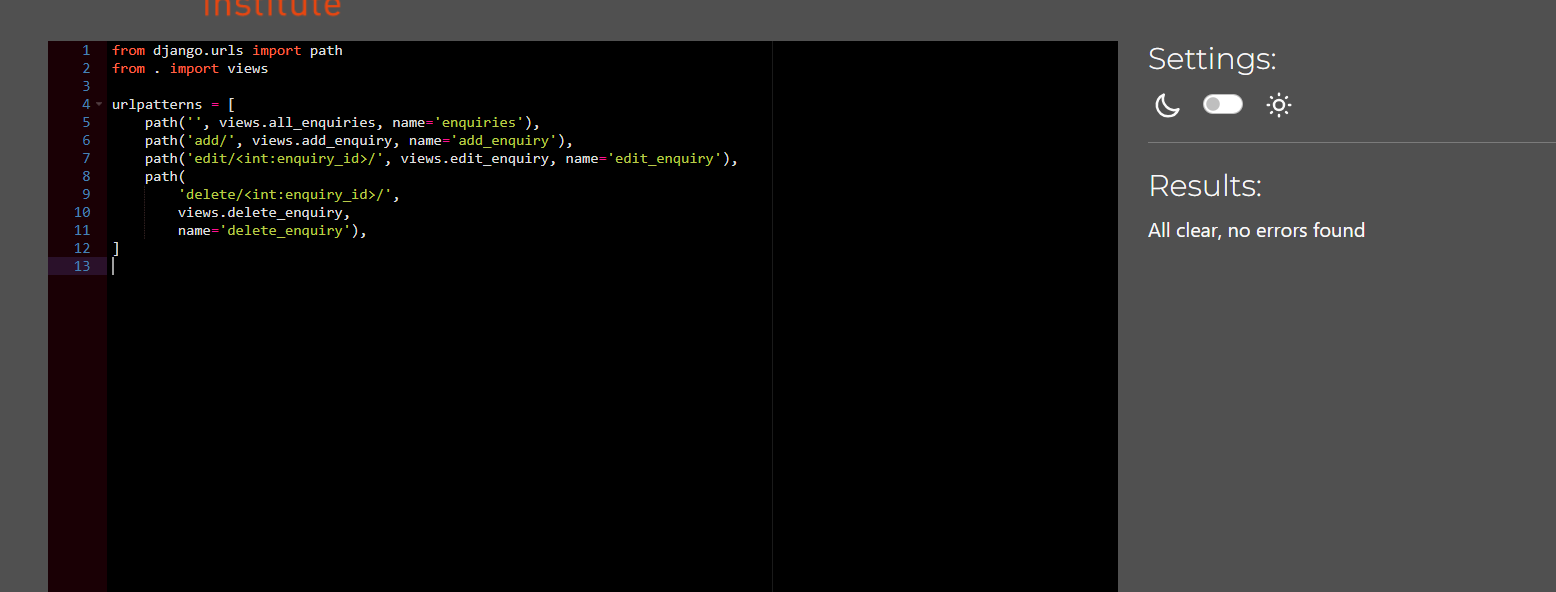 institute
1 from django.urls import path
2 from . import views
3
4 urlpatterns = [
5     path('', views.all_enquiries, name='enquiries'),
6     path('add/', views.add_enquiry, name='add_enquiry'),
7     path('edit/<int:enquiry_id>/', views.edit_enquiry, name='edit_enquiry'),
8     path(
9         'delete/<int:enquiry_id>/',
10         views.delete_enquiry,
11         name='delete_enquiry'),
12 ]
13
Settings:
Results:
All clear, no errors found